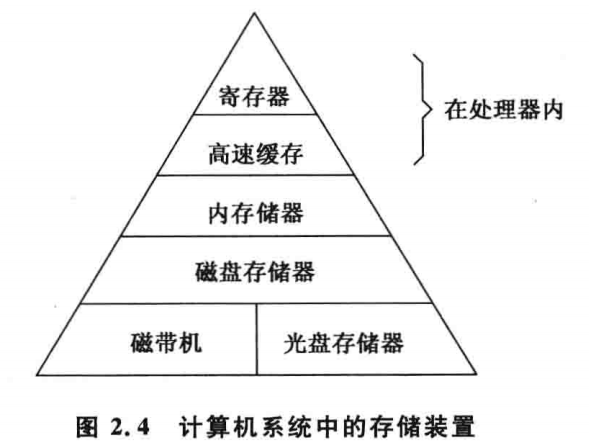 寄存器
在处理器内
高速缓存
内存储器
磁盘存储器
磁带机 光盘存储器
图 2.4 计算机系统中的存储装置